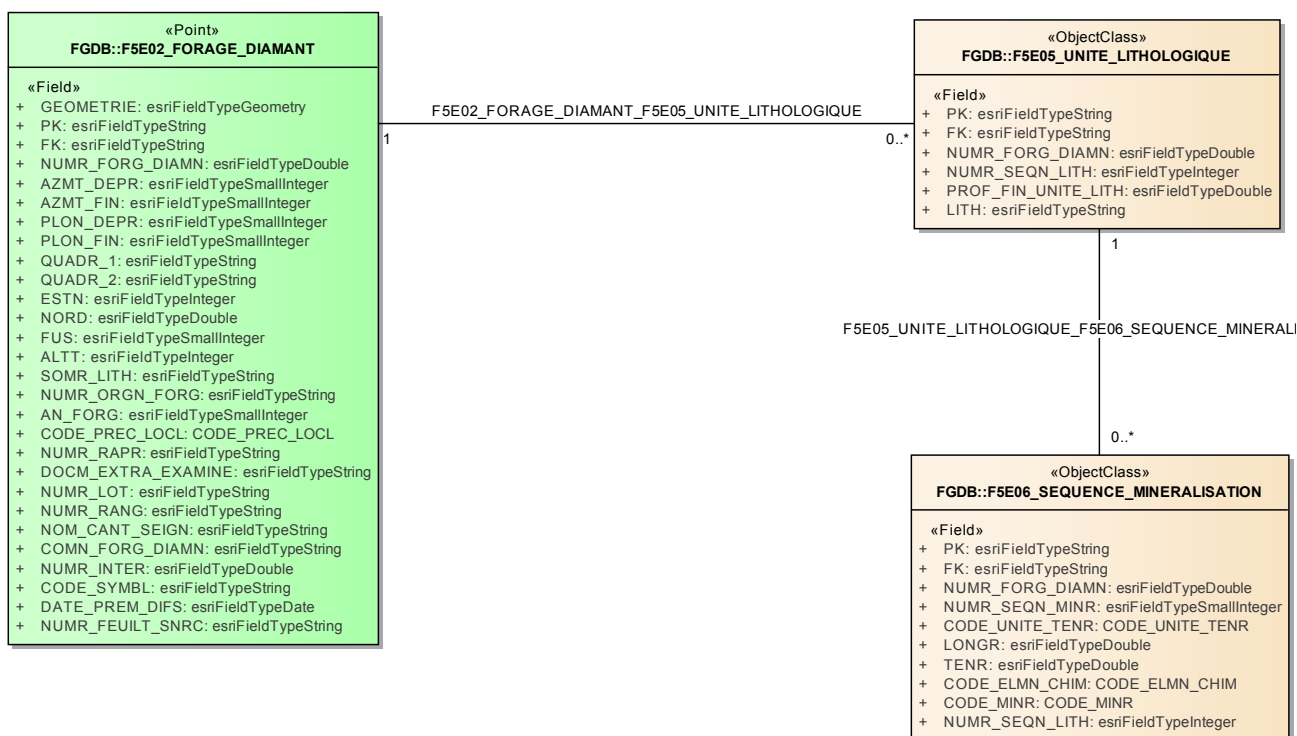 «Point»
FGDB::F5E02_FORAGE_DIAMANT
«Field»
+ GEOMETRIE: esriFieldTypeGeometry
+ PK: esriFieldTypeString
+ FK: esriFieldTypeString
+ NUMR_FORG_DIAMN: esriFieldTypeDouble
+ AZMT_DEPR: esriFieldTypeSmallInteger
+ AZMT_FIN: esriFieldTypeSmallInteger
+ PLON_DEPR: esriFieldTypeSmallInteger
+ PLON_FIN: esriFieldTypeSmallInteger
+ QUADR_1: esriFieldTypeString
+ QUADR_2: esriFieldTypeString
+ ESTN: esriFieldTypeInteger
+ NORD: esriFieldTypeDouble
+ FUS: esriFieldTypeSmallInteger
+ ALTT: esriFieldTypeInteger
+ SOMR_LITH: esriFieldTypeString
+ NUMR_ORGN_FORG: esriFieldTypeString
+ AN_FORG: esriFieldTypeSmallInteger
+ CODE_PREC_LOCL: CODE_PREC_LOCL
+ NUMR_RAPR: esriFieldTypeString
+ DOCM_EXTRA_EXAMINE: esriFieldTypeString
+ NUMR_LOT: esriFieldTypeString
+ NUMR_RANG: esriFieldTypeString
+ NOM_CANT_SEIGN: esriFieldTypeString
+ COMN_FORG_DIAMN: esriFieldTypeString
+ NUMR_INTER: esriFieldTypeDouble
+ CODE_SYMBL: esriFieldTypeString
+ DATE_PREM_DIFS: esriFieldTypeDate
+ NUMR_FEUILT_SNRC: esriFieldTypeString
F5E02_FORAGE_DIAMANT_F5E05_UNITE_LITHOLOGIQUE
1
0..*
«ObjectClass»
FGDB::F5E05_UNITE_LITHOLOGIQUE
«Field»
+ PK: esriFieldTypeString
+ FK: esriFieldTypeString
+ NUMR_FORG_DIAMN: esriFieldTypeDouble
+ NUMR_SEQN_LITH: esriFieldTypeInteger
+ PROF_FIN_UNITE_LITH: esriFieldTypeDouble
+ LITH: esriFieldTypeString
1
F5E05_UNITE_LITHOLOGIQUE_F5E06_SEQUENCE_MINERALI
0..*
«ObjectClass»
FGDB::F5E06_SEQUENCE_MINERALISATION
«Field»
+ PK: esriFieldTypeString
+ FK: esriFieldTypeString
+ NUMR_FORG_DIAMN: esriFieldTypeDouble
+ NUMR_SEQN_MINR: esriFieldTypeSmallInteger
+ CODE_UNITE_TENR: CODE_UNITE_TENR
+ LONGR: esriFieldTypeDouble
+ TENR: esriFieldTypeDouble
+ CODE_ELMN_CHIM: CODE_ELMN_CHIM
+ CODE_MINR: CODE_MINR
+ NUMR_SEQN_LITH: esriFieldTypeInteger